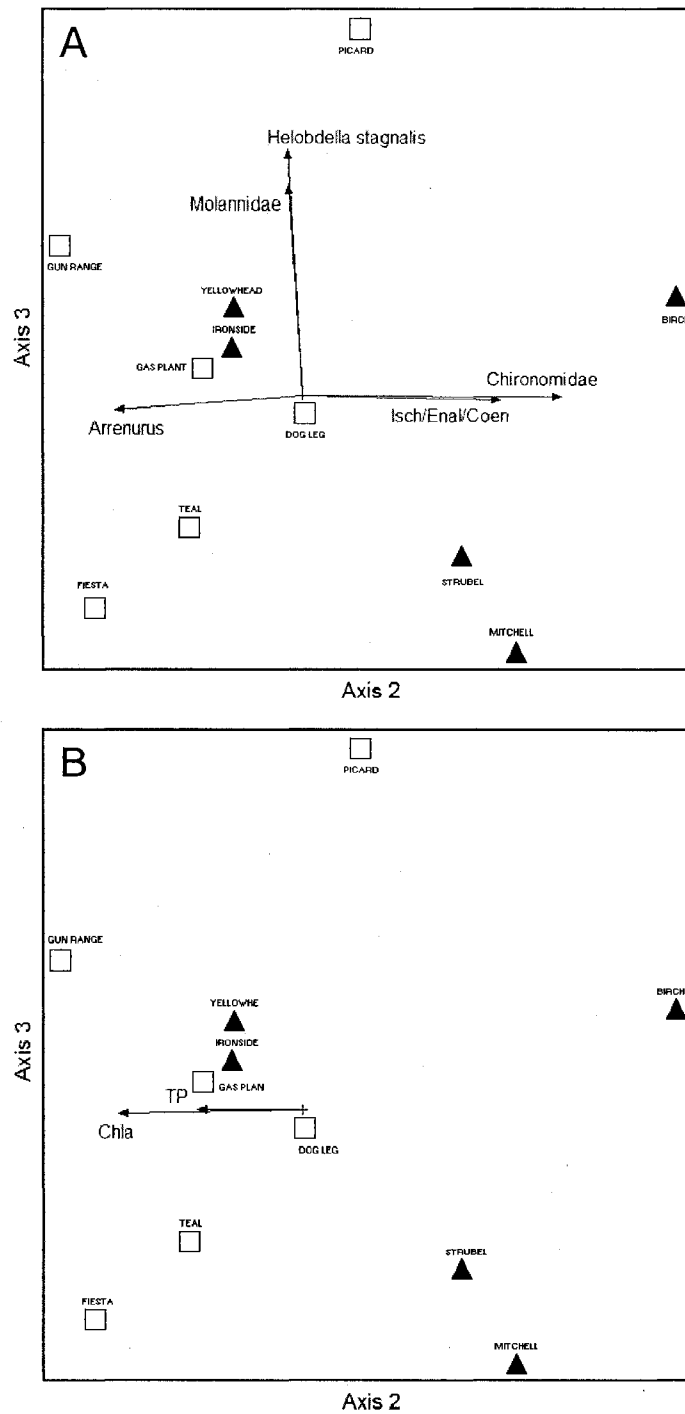 A
PICARD
Helobdella stagnalis
Molannidae
GUN RANGE
YELLOWHEAD
BIRC
IRONSIDE
GAS PLANT
Axis 3
Chironomidae
Arrenurus
Isch/Enal/Coen
DOG LEG
TEAL
STRUBEL
FIESTA
MITCHELL
Axis 2
B
PICARD
GUN RANGE
YELLOWHE
BIRCH
IRONSIDE
Axis 3
GAS PLAN
TP
Chla
DOG LEG
TEAL
STRUBEL
FIESTA
MITCHELL
Axis 2